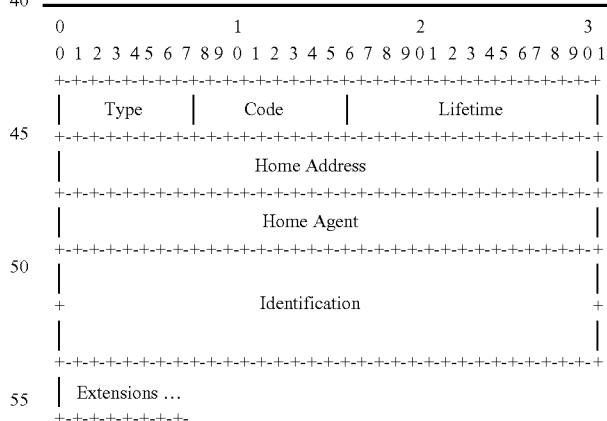 40
0 1 2 3
0 1 2 3 4 5 6 7 8 9 0 1 2 3 4 5 6 7 8 9 0 1 2 3 4 5 6 7 8 9 0 1
+-+-+-+-+-+-+-+-+-+-+-+-+-+-+-+-+-+-+-+-+-+-+-+-+-+-+-+-+-+-+-+-+
| Type | Code | Lifetime |
45 +-+-+-+-+-+-+-+-+-+-+-+-+-+-+-+-+-+-+-+-+-+-+-+-+-+-+-+-+-+-+-+-+
| Home Address |
+-+-+-+-+-+-+-+-+-+-+-+-+-+-+-+-+-+-+-+-+-+-+-+-+-+-+-+-+-+-+-+-+
| Home Agent |
+-+-+-+-+-+-+-+-+-+-+-+-+-+-+-+-+-+-+-+-+-+-+-+-+-+-+-+-+-+-+-+-+
50 | |
+ Identification +
| |
+-+-+-+-+-+-+-+-+-+-+-+-+-+-+-+-+-+-+-+-+-+-+-+-+-+-+-+-+-+-+-+-+
55 | Extensions ...
+-+-+-+-+-+-+-+-